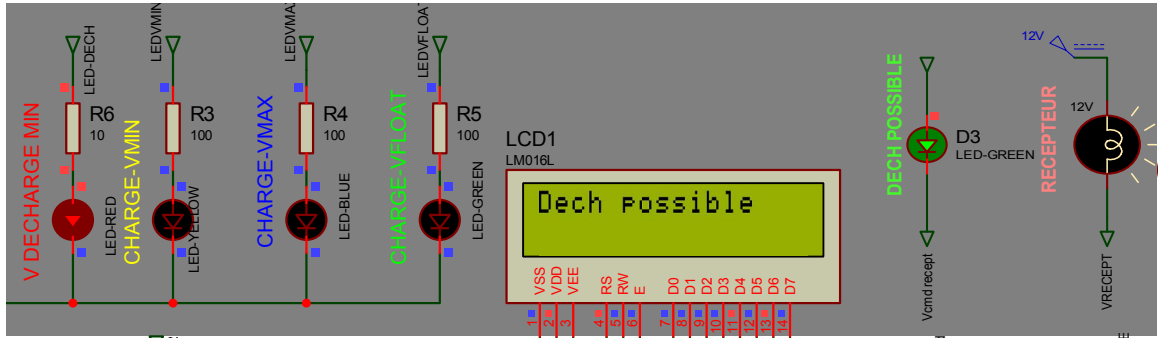 V DECHARGE MIN
LED-DECH
R6
10
LED-RED
CHARGE-VMIN
LEDVMIN
R3
100
LED-YELLOW
CHARGE-VMAX
LEDVMAX
R4
100
LED-BLUE
CHARGE-VFLOAT
LEDVFLOAT
R5
100
LED-GREEN
LCD1
LM016L
Dech possible
VSS
VDD
VEE
RS
RW
E
D0
D1
D2
D3
D4
D5
D6
D7
1
2
3
4
5
6
7
8
9
10
11
12
13
14
DECH POSSIBLE
D3
LED-GREEN
Vcmdrecept
RECEPTEUR
12V
12V
VRECEPT